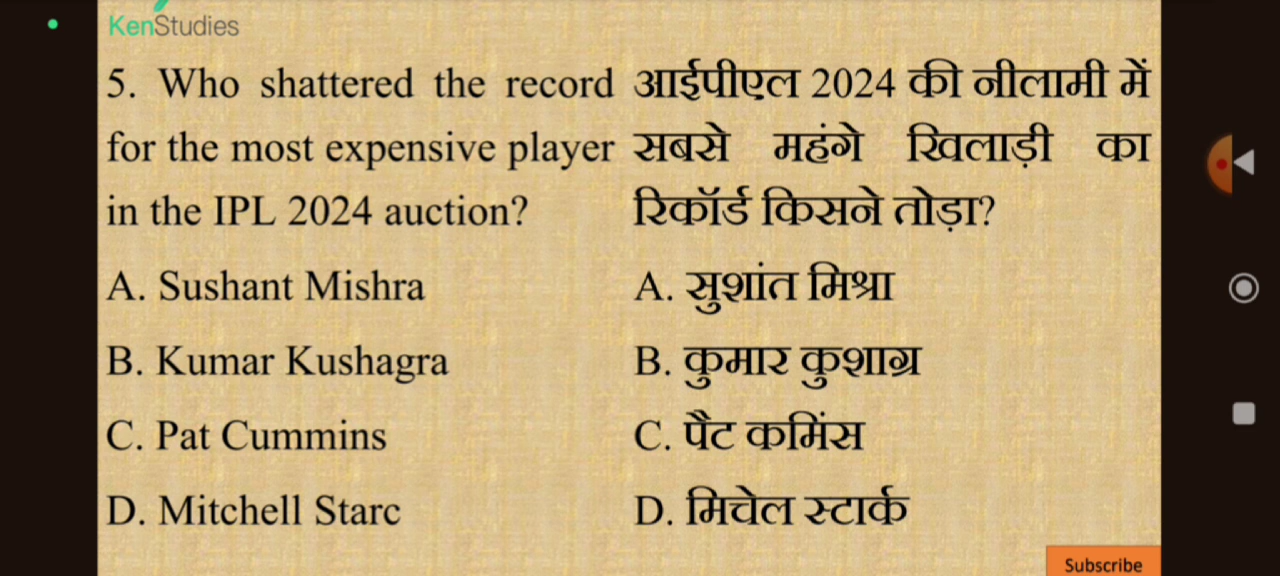 KenStudies
5. Who shattered the record
for the most expensive player
in the IPL 2024 auction?
A. Sushant Mishra
B. Kumar Kushagra
C. Pat Cummins
D. Mitchell Starc
आईपीएल 2024 की नीलामी में
सबसे महंगे खिलाड़ी का
रिकॉर्ड किसने तोड़ा?
A. सुशांत मिश्रा
B. कुमार कुशाग्र
C. पैट कमिंस
D. मिचेल स्टार्क
Subscribe